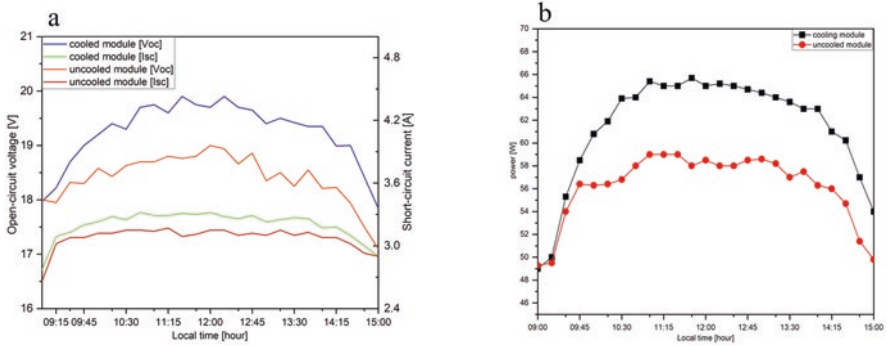 a
21
20
19
18
17
16
Open-circuit voltage [V]
cooled module [Voc]
cooled module [Isc]
uncooled module [Voc]
uncooled module [Isc]
4.8
4.2
3.6
3.0
2.4
Short-circuit current [A]
09:15 09:45 10:30 11:15 12:00 12:45 13:30 14:15 15:00
Local time [hour]
b
70
68
66
64
62
60
58
56
54
52
50
48
46
power [W]
cooling module
uncooled module
09:00 09:45 10:30 11:15 12:00 12:45 13:30 14:15 15:00
Local time [hour]